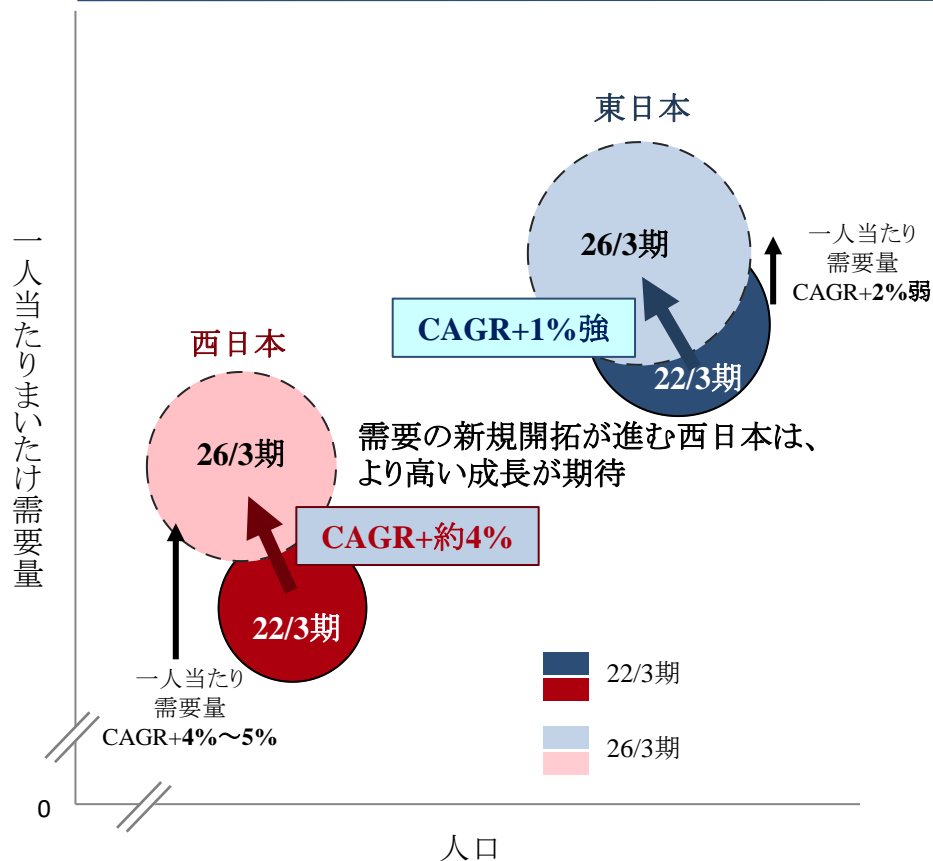 東日本
26/3期
一人当たり
需要量
CAGR+2%弱
CAGR+1%強
22/3期
西日本
26/3期
需要の新規開拓が進む西日本は、
より高い成長が期待
CAGR+約4%
22/3期
一人当たり
需要量
CAGR+4%～5%
22/3期
26/3期
一人当たりまいたけ需要量
0
人口